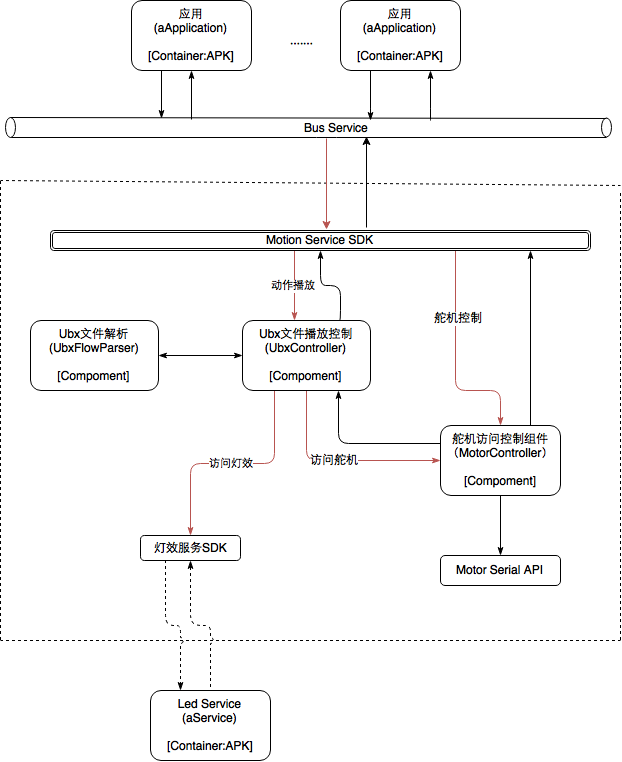 应用
(aApplication)
[Container:APK]
.......
应用
(aApplication)
[Container:APK]
Bus Service
Motion Service SDK
动作播放
舵机控制
Ubx文件解析
(UbxFlowParser)
[Compoment]
Ubx文件播放控制
(UbxController)
[Compoment]
舵机访问控制组件
（MotorController）
[Compoment]
访问灯效
访问舵机
灯效服务SDK
Motor Serial API
Led Service
(aService)
[Container:APK]